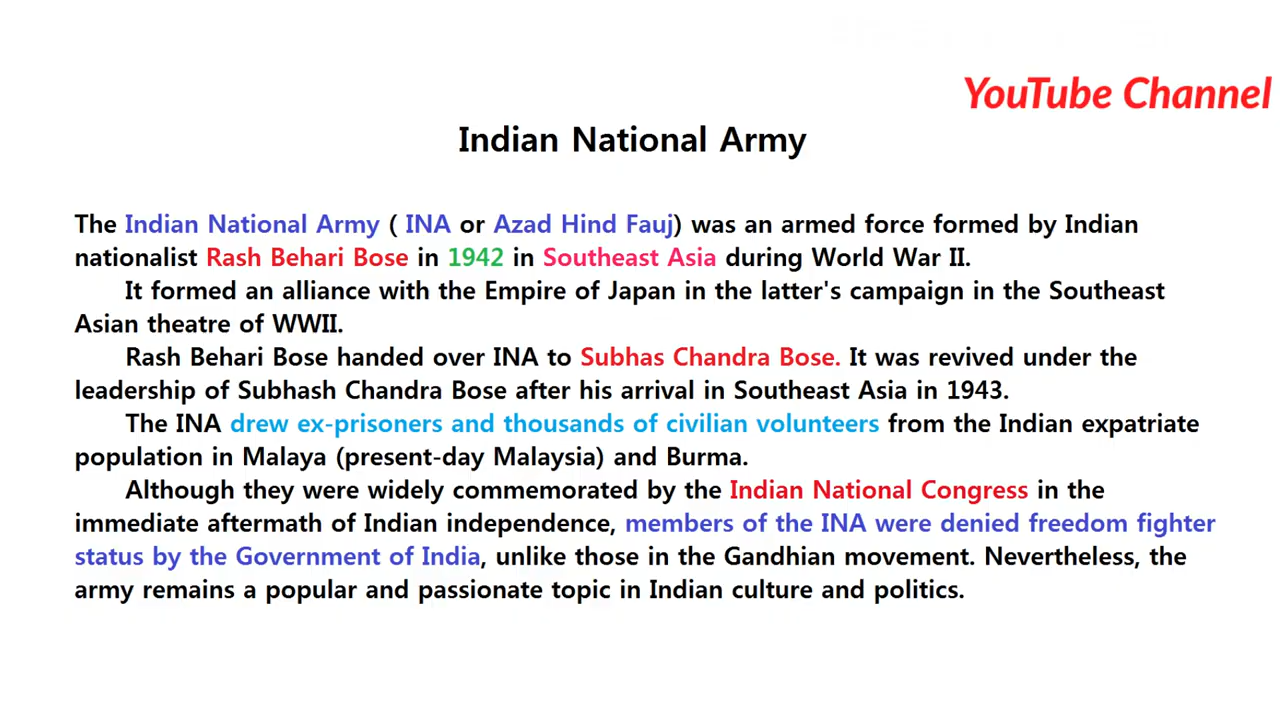 YouTube Channel
Indian National Army
The Indian National Army ( INA or Azad Hind Fauj) was an armed force formed by Indian
nationalist Rash Behari Bose in 1942 in Southeast Asia during World War II.
It formed an alliance with the Empire of Japan in the latter's campaign in the Southeast
Asian theatre of WWII.
Rash Behari Bose handed over INA to Subhas Chandra Bose. It was revived under the
leadership of Subhash Chandra Bose after his arrival in Southeast Asia in 1943.
The INA drew ex-prisoners and thousands of civilian volunteers from the Indian expatriate
population in Malaya (present-day Malaysia) and Burma.
Although they were widely commemorated by the Indian National Congress in the
immediate aftermath of Indian independence, members of the INA were denied freedom fighter
status by the Government of India, unlike those in the Gandhian movement. Nevertheless, the
army remains a popular and passionate topic in Indian culture and politics.